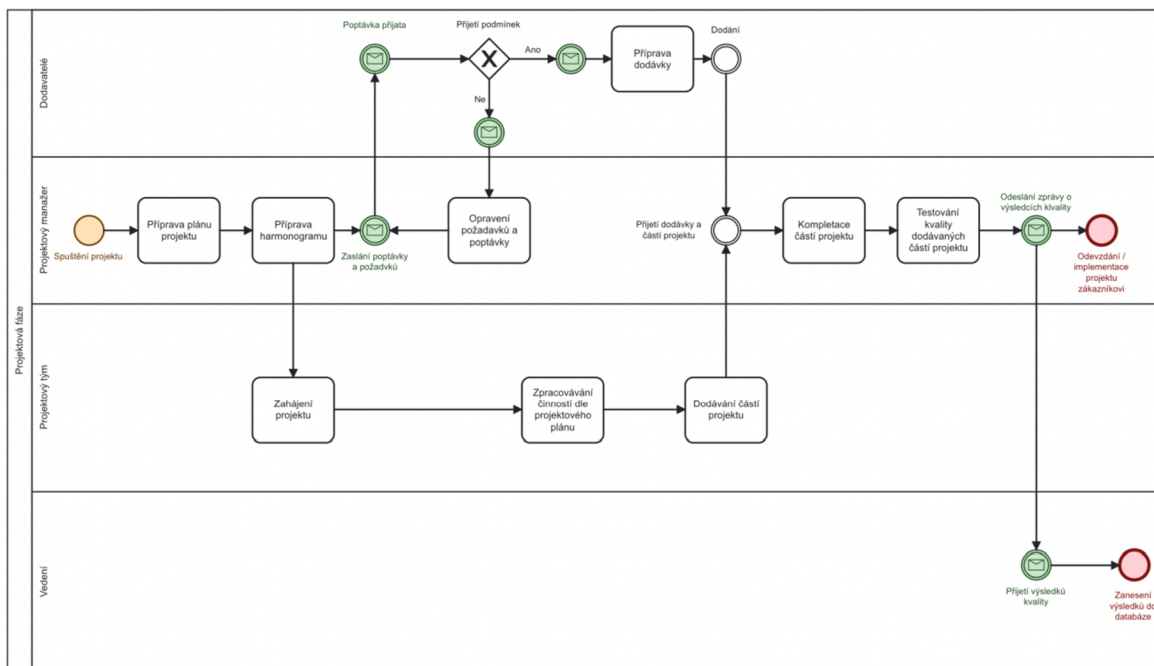 Projektová fáze
Dodavatelé
Poptávka přijata
Přijetí podmínek
Ano
Ne
Příprava
dodávky
Dodání
Projektový manažer
Spuštění projektu
Příprava plánu
projektu
Příprava
harmonogramu
Zaslání poptávky
a požadvků
Opravení
požadavků a
poptávky
Přijetí dodávky a
částí projektu
Kompletace
částí projektu
Testování
kvality
dodávaných
částí projektu
Odeslání zprávy o
výsledcích klvality
Odevzdání /
implementace
projektu
zákazníkovi
Projektový tým
Zahájení
projektu
Zpracovávání
činností dle
projektového
plánu
Dodávání částí
projektu
Vedení
Přijetí výsledků
kvality
Zanesení
výsledků do
databáze